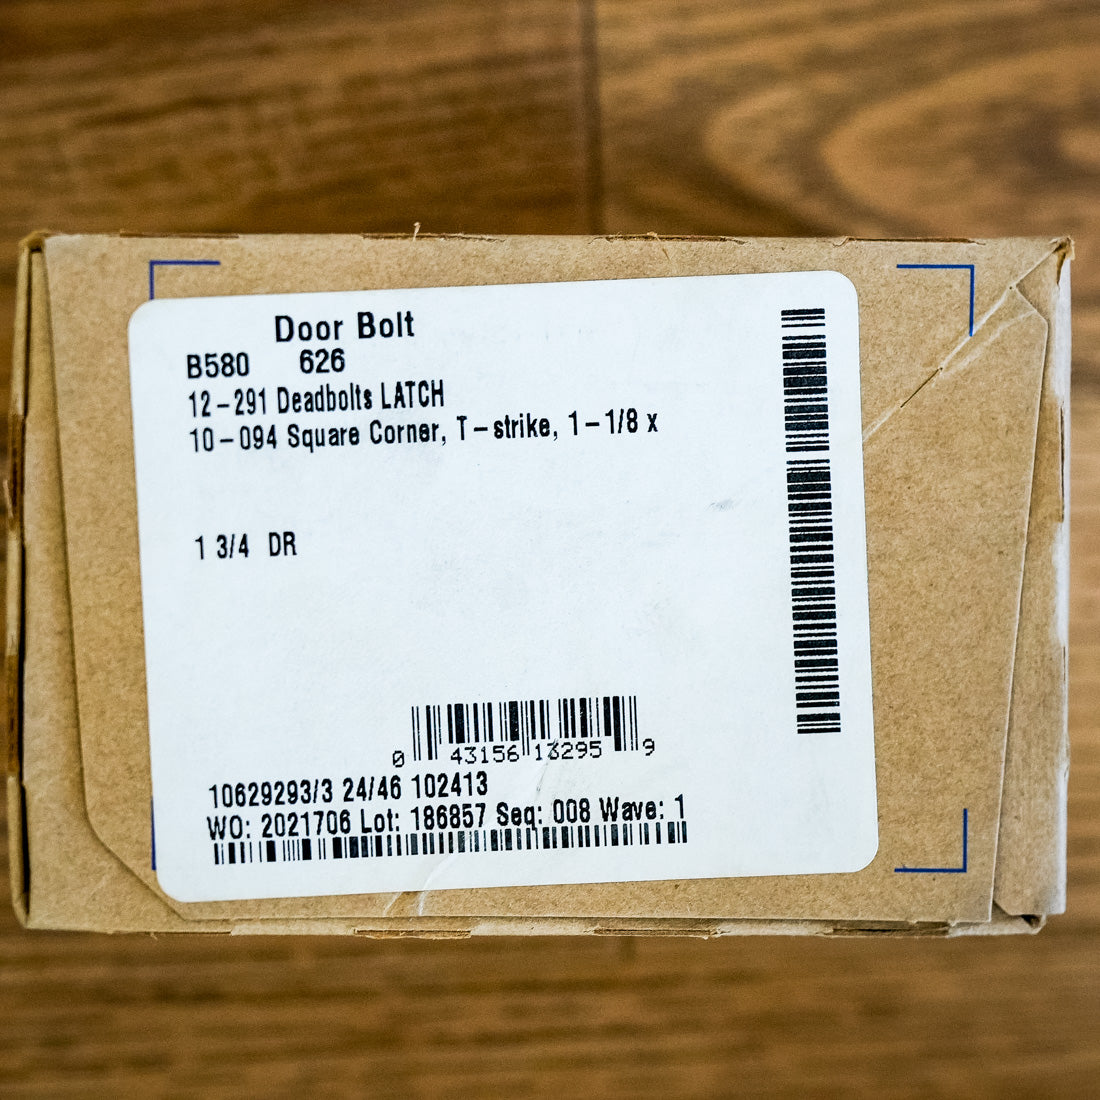 Door Bolt
B580 626
12-291 Deadbolts LATCH
10-094 Square Corner, T-strike, 1-1/8 x
1 3/4 DR
0 43156 13295 9
10629293/3 24/46 102413
WO: 2021706 Lot: 186857 Seq: 008 Wave: 1